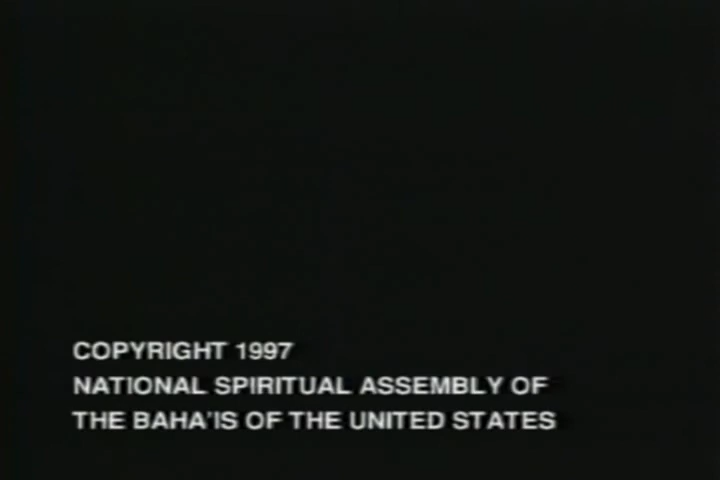 COPYRIGHT 1997
NATIONAL SPIRITUAL ASSEMBLY OF
THE BAHA'IS OF THE UNITED STATES